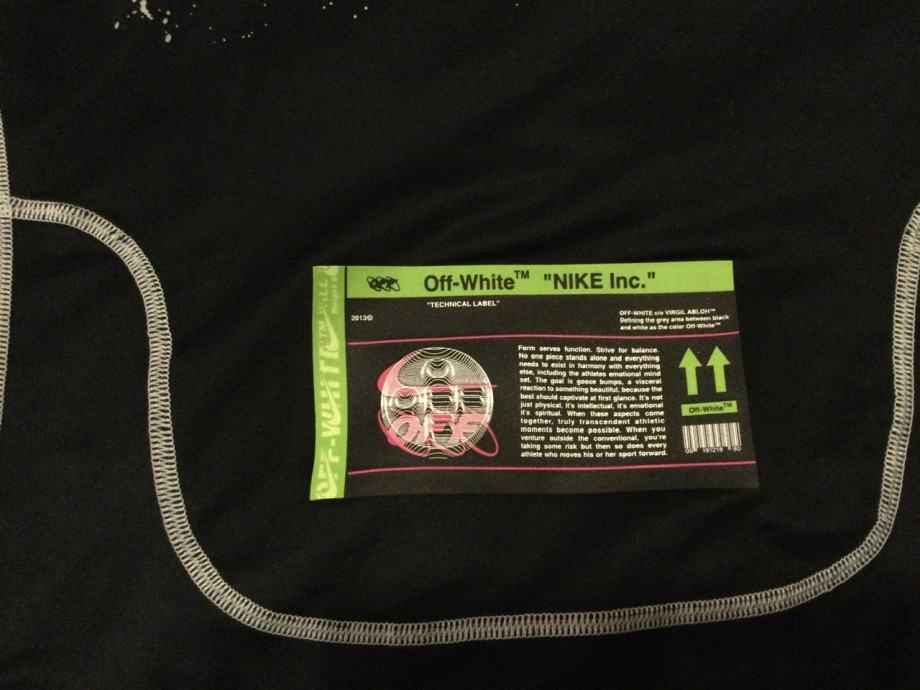 OFF
Off-White™ "NIKE Inc."
"TECHNICAL LABEL"
2013©
OFF-WHITE c/o VIRGIL ABLOH™
Defining the grey area between black
and white as the color Off-White™
Form serves function. Strive for balance.
No one piece stands alone and everything
needs to exist in harmony with everything
else, including the athletes emotional mind
set. The goal is goose bumps, a visceral
reaction to something beautiful, because the
best should captivate at first glance. It's not
just physical, it's intellectual, it's emotional
it's spiritual. When these aspects come
together, truly transcendent athletic
moments become possible. When you
venture outside the conventional, you're
taking some risk but then so does every
athlete who moves his or her sport forward.
Off-White™
OFF-WHITE™